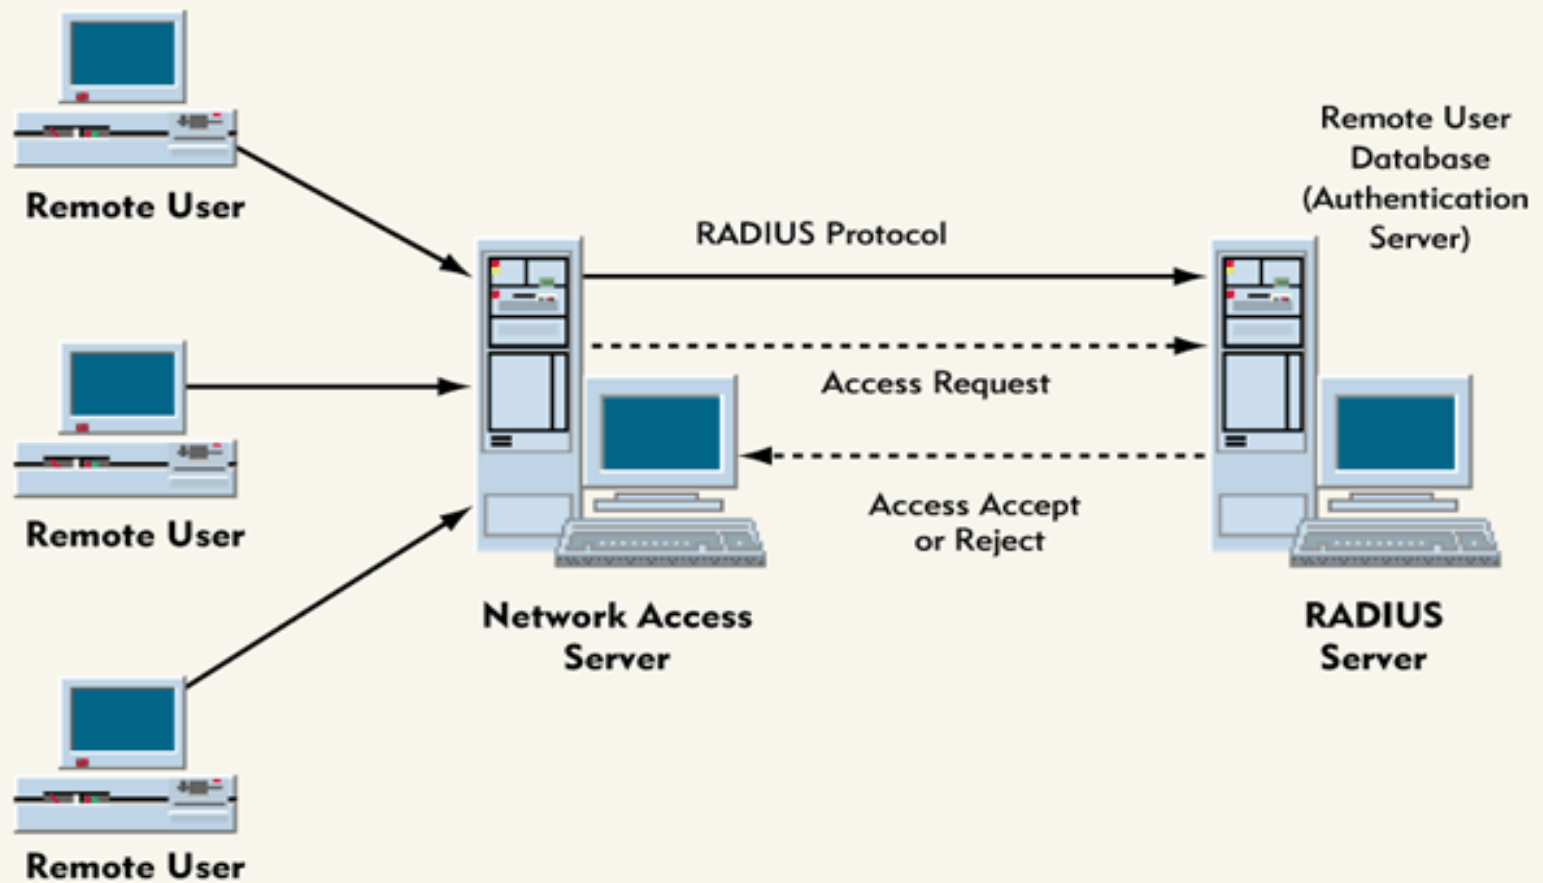 Remote User
Remote User
Remote User
RADIUS Protocol
Access Request
Access Accept
or Reject
Network Access
Server
Remote User
Database
(Authentication
Server)
RADIUS
Server